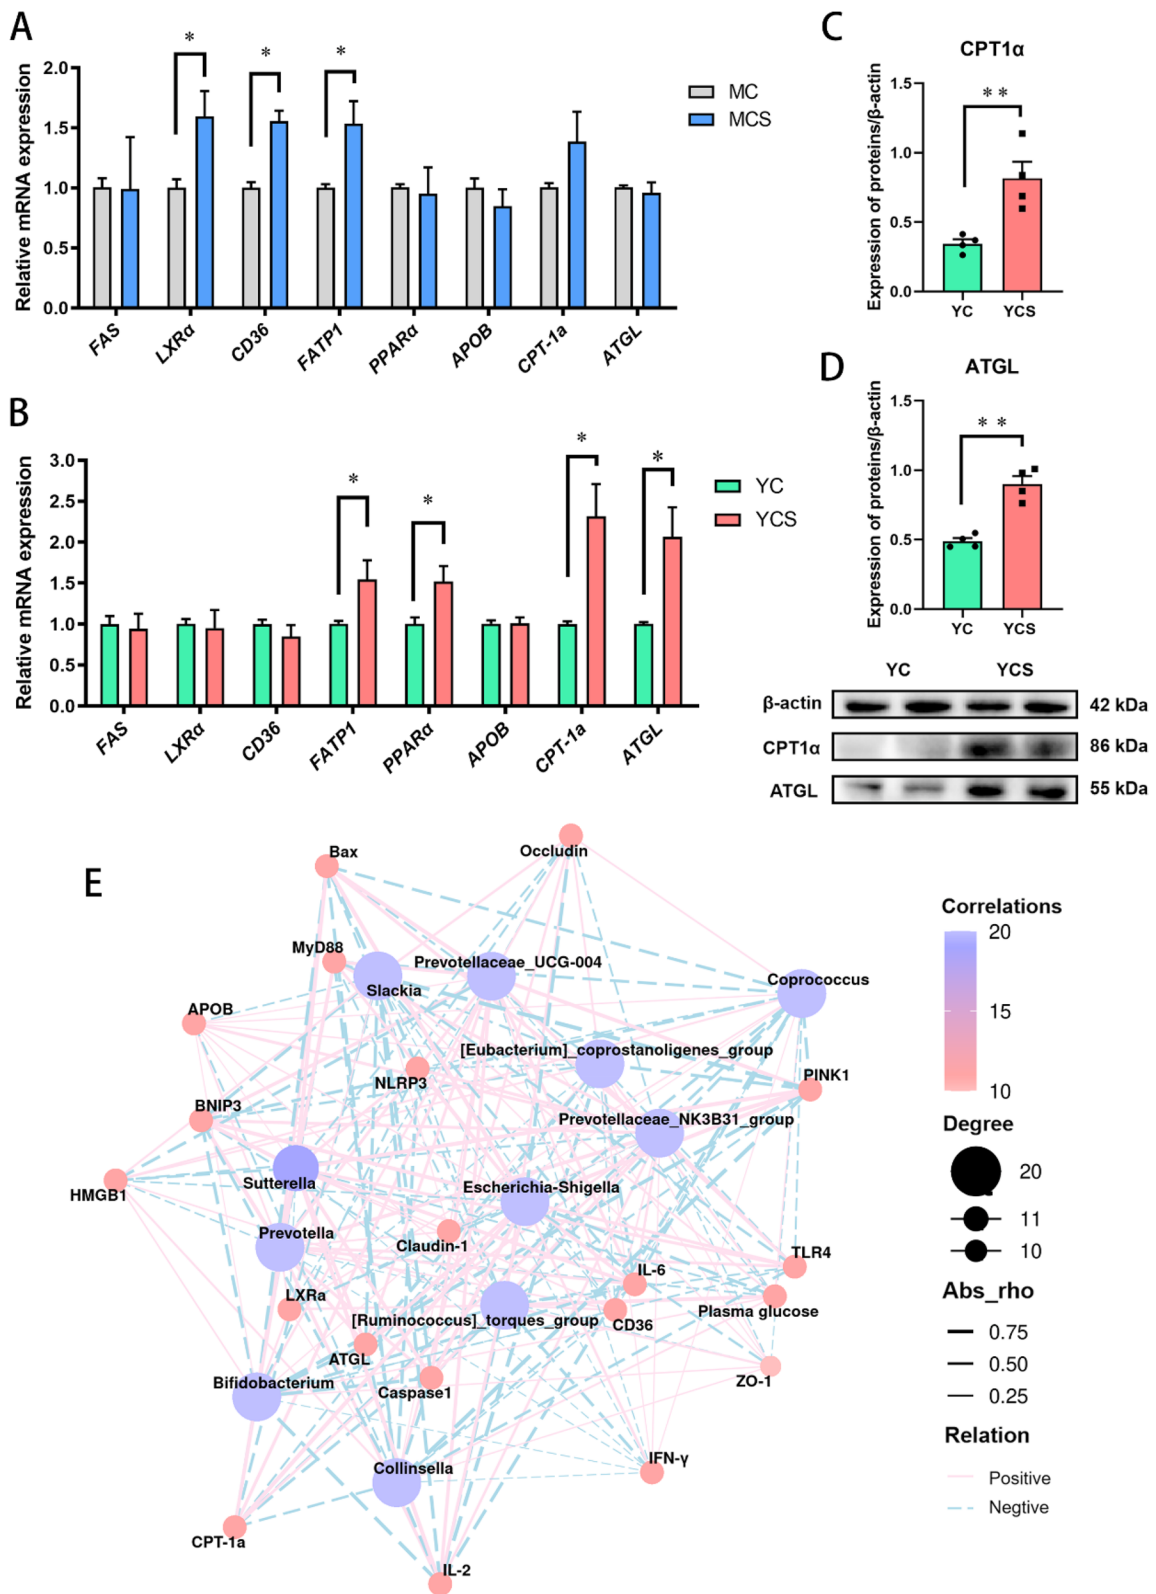 A
Relative mRNA expression
2.0
1.5
1.0
0.5
0.0
*
*
*
MC
MCS
FAS
LXRα
CD36
FATP1
PPARα
APOB
CPT-1a
ATGL
C
CPT1α
Expression of proteins/β-actin
1.5
1.0
0.5
0.0
**
YC
YCS
D
ATGL
Expression of proteins/β-actin
1.5
1.0
0.5
0.0
**
YC
YCS
B
Relative mRNA expression
3.0
2.5
2.0
1.5
1.0
0.5
0.0
*
*
*
*
YC
YCS
FAS
LXRα
CD36
FATP1
PPARα
APOB
CPT-1a
ATGL
YC YCS
β-actin 42 kDa
CPT1α 86 kDa
ATGL 55 kDa
E
Bax
Occludin
MyD88
Prevotellaceae_UCG-004
Slackia
Coprococcus
APOB
[Eubacterium]_coprostanoligenes_group
NLRP3
PINK1
BNIP3
Prevotellaceae_NK3B31_group
Sutterella
Escherichia-Shigella
HMGB1
Prevotella
Claudin-1
TLR4
IL-6
LXRa
Plasma glucose
[Ruminococcus]_torques_group
CD36
ATGL
ZO-1
Bifidobacterium
Caspase1
IFN-γ
Collinsella
CPT-1a
IL-2
Correlations
20
15
10
Degree
20
11
10
Abs_rho
0.75
0.50
0.25
Relation
Positive
Negtive